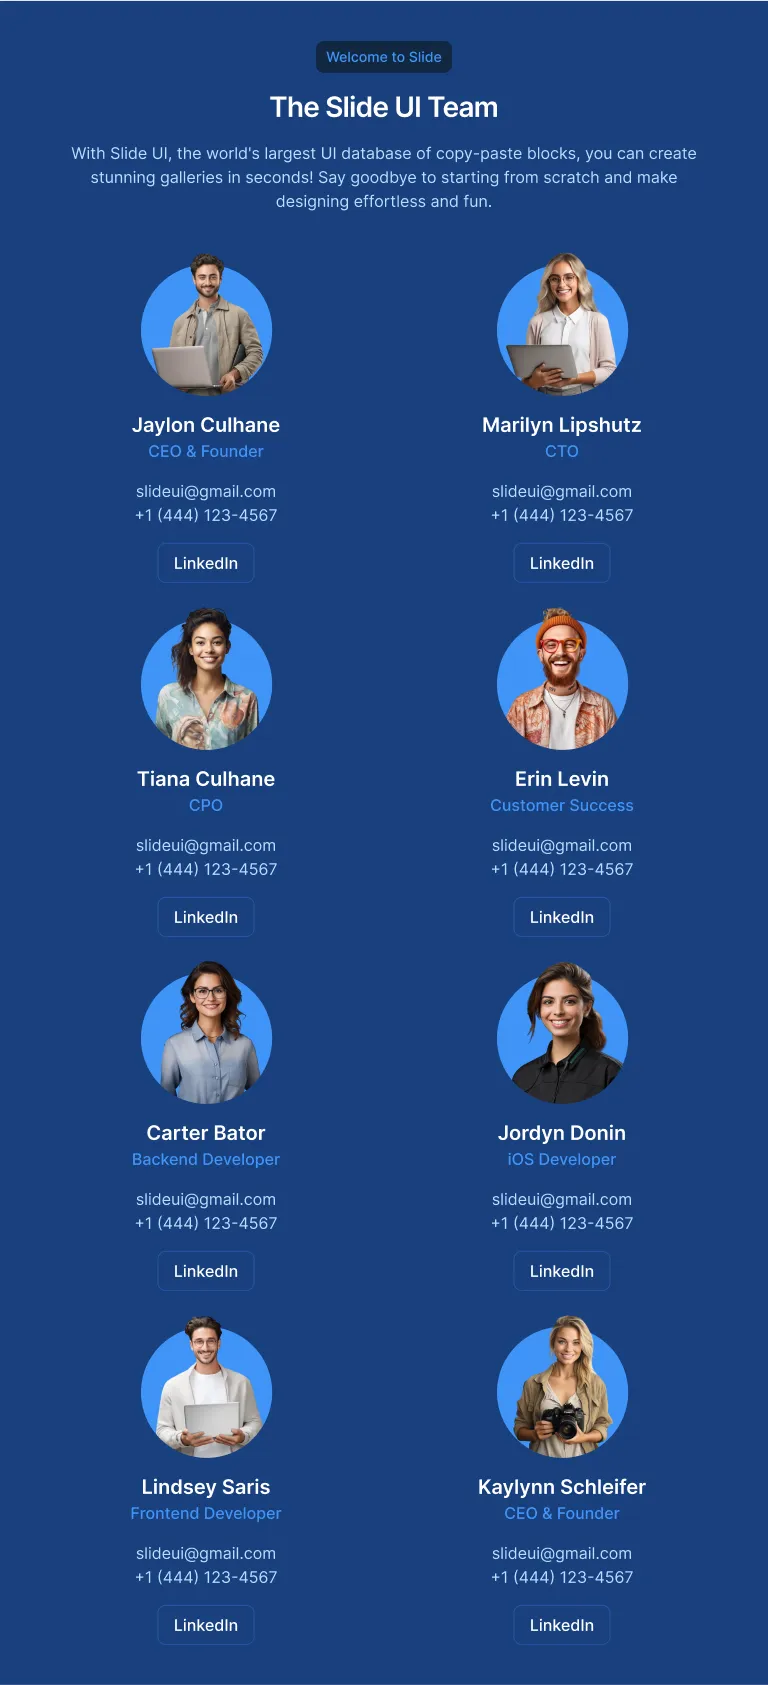 Welcome to Slide
The Slide UI Team
With Slide UI, the world's largest UI database of copy-paste blocks, you can create
stunning galleries in seconds! Say goodbye to starting from scratch and make
designing effortless and fun.
Jaylon Culhane
CEO & Founder
slideui@gmail.com
+1 (444) 123-4567
LinkedIn
Marilyn Lipshutz
CTO
slideui@gmail.com
+1 (444) 123-4567
LinkedIn
Tiana Culhane
CPO
slideui@gmail.com
+1 (444) 123-4567
LinkedIn
Erin Levin
Customer Success
slideui@gmail.com
+1 (444) 123-4567
LinkedIn
Carter Bator
Backend Developer
slideui@gmail.com
+1 (444) 123-4567
LinkedIn
Jordyn Donin
iOS Developer
slideui@gmail.com
+1 (444) 123-4567
LinkedIn
Lindsey Saris
Frontend Developer
slideui@gmail.com
+1 (444) 123-4567
LinkedIn
Kaylynn Schleifer
CEO & Founder
slideui@gmail.com
+1 (444) 123-4567
LinkedIn